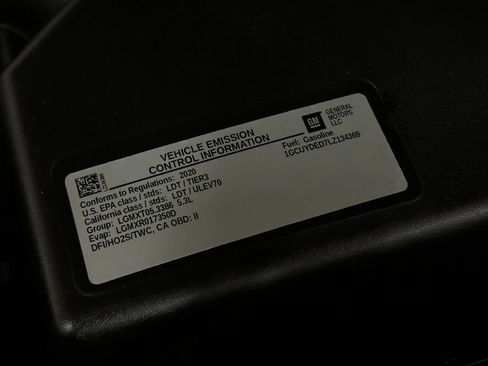 VEHICLE EMISSION
CONTROL INFORMATION
GM
GENERAL
MOTORS
LLC
Conforms to Regulations: 2020
Fuel: Gasoline
U.S. EPA class / stds: LDT / TIER3
1GCUYDED7LZ134369
California class / stds: LDT / ULEV70
Group: LGMXT05.3386 5.3L
Evap: LGMXR017350D
DFI/HO2S/TWC, CA OBD: II